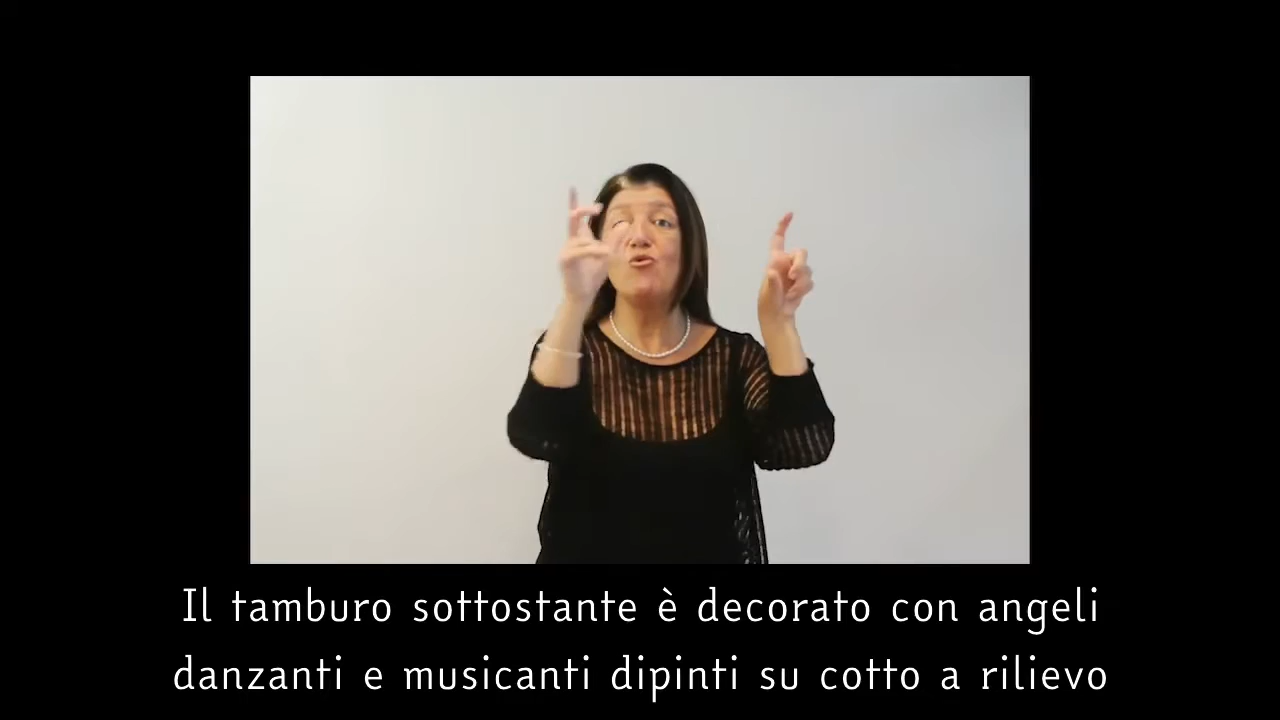 Il tamburo sottostante è decorato con angeli
danzanti e musicanti dipinti su cotto a rilievo